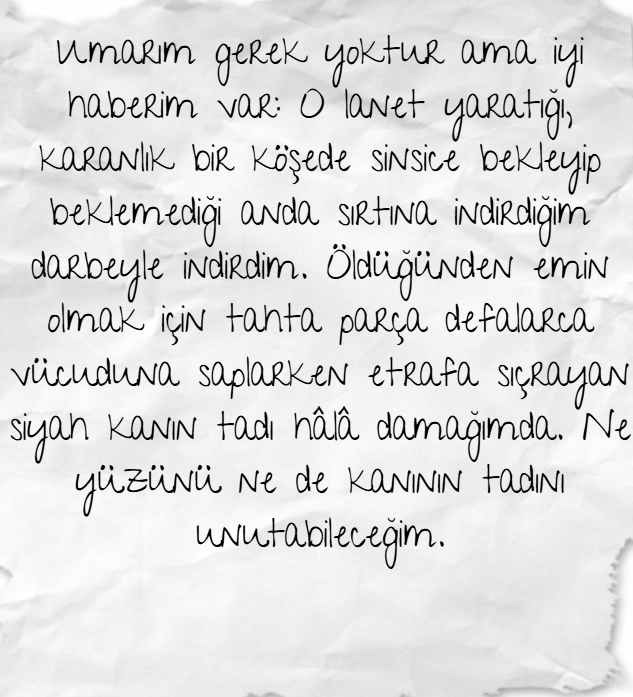 Umarım gerek yoktur ama iyi
haberim var: O lanet yaratığı,
karanlık bir köşede sinsice bekleyip
beklemediği anda sırtına indirdiğim
darbeyle indirdim. Öldüğünden emin
olmak için tahta parça defalarca
vücuduna saplarken etrafa sıçrayan
siyah kanın tadı hâlâ damağımda. Ne
yüzünü ne de kanının tadını
unutabileceğim.